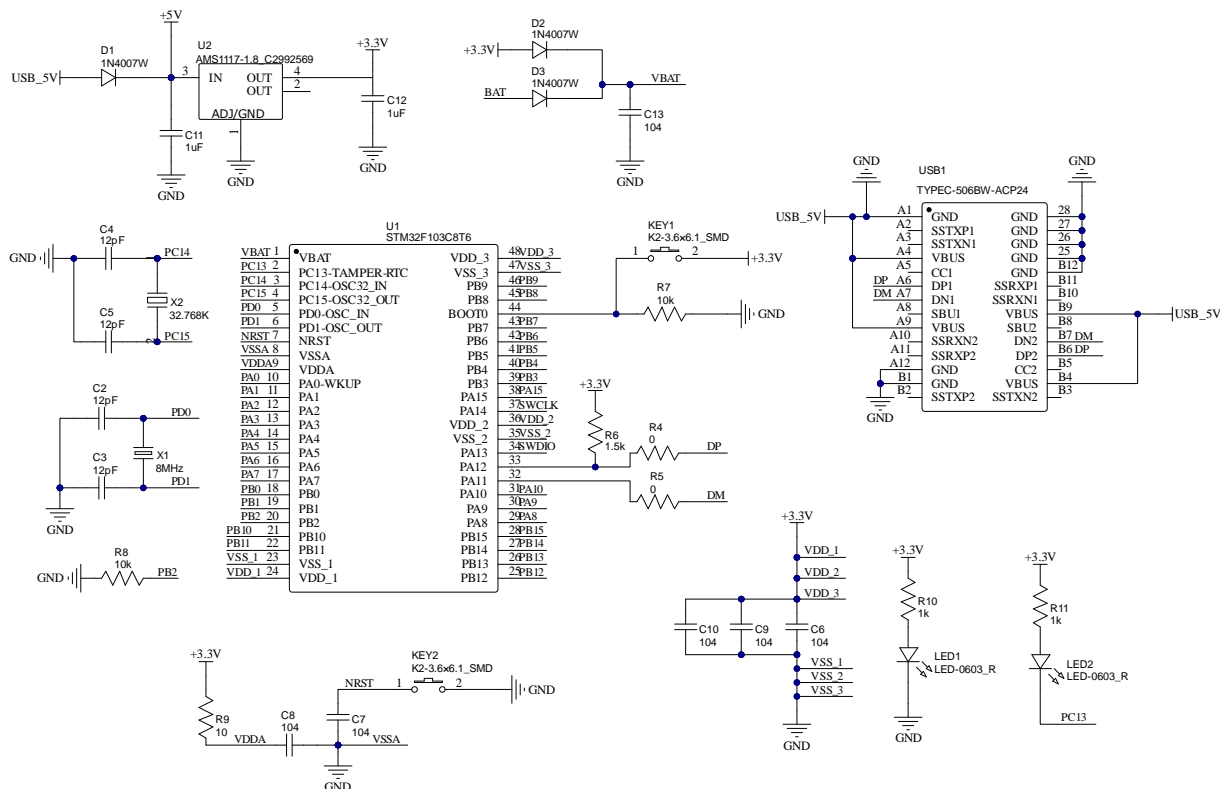 +5V
D1
1N4007W
USB_5V
U2
AMS1117-1.8_C2992569
3 IN OUT 4
OUT 2
ADJ/GND
1
GND
C11
1uF
GND
+3.3V
C12
1uF
GND
D2
1N4007W
+3.3V
D3
1N4007W
BAT
VBAT
C13
104
GND
C4
12pF
PC14
GND
X2
32.768K
C5
12pF
PC15
2
C2
12pF
PD0
X1
8MHz
C3
12pF
PD1
GND
R8
10k
GND
PB2
U1
STM32F103C8T6
VBAT 1 VBAT
PC13 2 PC13-TAMPER-RTC
PC14 3 PC14-OSC32_IN
PC15 4 PC15-OSC32_OUT
PD0 5 PD0-OSC_IN
PD1 6 PD1-OSC_OUT
NRST 7 NRST
VSSA 8 VSSA
VDDA 9 VDDA
PA0 10 PA0-WKUP
PA1 11 PA1
PA2 12 PA2
PA3 13 PA3
PA4 14 PA4
PA5 15 PA5
PA6 16 PA6
PA7 17 PA7
PB0 18 PB0
PB1 19 PB1
PB2 20 PB2
PB10 21 PB10
PB11 22 PB11
VSS_1 23 VSS_1
VDD_1 24 VDD_1
VDD_3 48 VDD_3
VSS_3 47 VSS_3
PB9 46 PB9
PB8 45 PB8
BOOT0 44
PB7 43 PB7
PB6 42 PB6
PB5 41 PB5
PB4 40 PB4
PB3 39 PB3
PA15 38 PA15
PA14 37 SWCLK
VDD_2 36 VDD_2
VSS_2 35 VSS_2
PA13 34 SWDIO
PA12 33
PA11 32
PA10 31 PA10
PA9 30 PA9
PA8 29 PA8
PB15 28 PB15
PB14 27 PB14
PB13 26 PB13
PB12 25 PB12
KEY1
K2-3.6×6.1_SMD
1 2
+3.3V
R7
10k
GND
+3.3V
R6
1.5k
R4
0
DP
R5
0
DM
USB1
TYPEC-506BW-ACP24
GND
GND
USB_5V
A1 GND
A2 SSTXP1
A3 SSTXN1
A4 VBUS
A5 CC1
DP A6 DP1
DM A7 DN1
A8 SBU1
A9 VBUS
A10 SSRXN2
A11 SSRXP2
A12 GND
B1 GND
B2 SSTXP2
GND
GND 28
GND 27
GND 26
GND 25
GND B12
SSRXP1 B11
SSRXN1 B10
VBUS B9
SBU2 B8
DN2 B7 DM
DP2 B6 DP
CC2 B5
VBUS B4
SSTXN2 B3
USB_5V
+3.3V
VDD_1
VDD_2
VDD_3
C10
104
C9
104
C6
104
VSS_1
VSS_2
VSS_3
GND
+3.3V
R10
1k
LED1
LED-0603_R
GND
+3.3V
R11
1k
LED2
LED-0603_R
PC13
+3.3V
R9
10
VDDA
C8
104
NRST
C7
104
VSSA
GND
KEY2
K2-3.6×6.1_SMD
1 2
GND